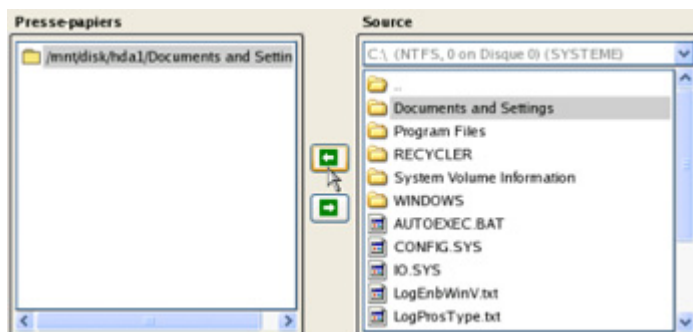 Presse-papiers
/mnt/disk/hda1/Documents and Settin
Source
C:\ (NTFS, 0 on Disque 0) (SYSTEME)
..
Documents and Settings
Program Files
RECYCLER
System Volume Information
WINDOWS
AUTOEXEC.BAT
CONFIG.SYS
IO.SYS
LogEnbWinV.txt
LogProsType.txt